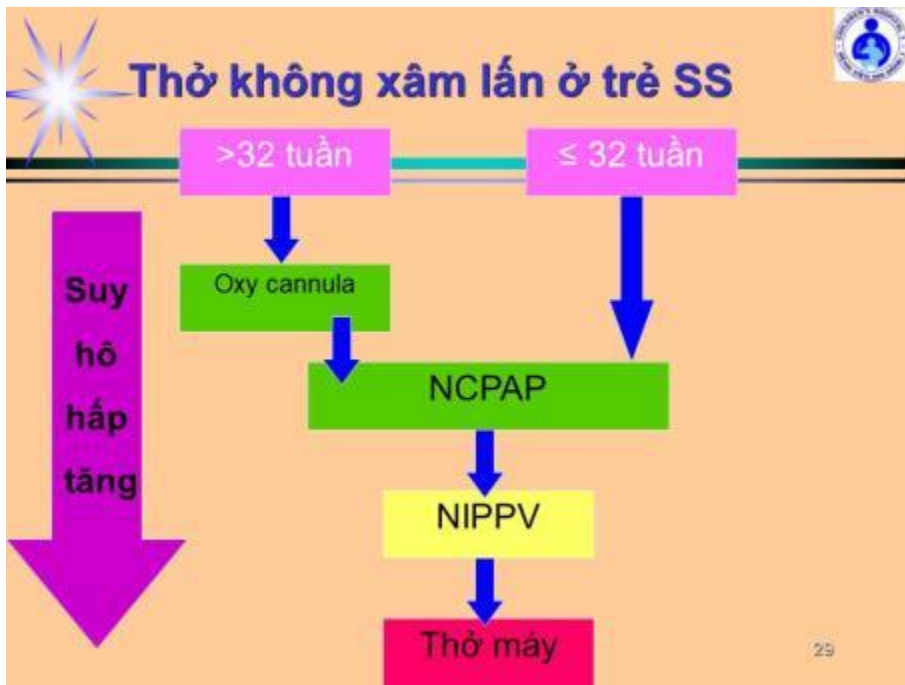 Thở không xâm lấn ở trẻ SS
>32 tuần
≤ 32 tuần
Oxy cannula
Suy
hô
hấp
tăng
NCPAP
NIPPV
Thở máy
29